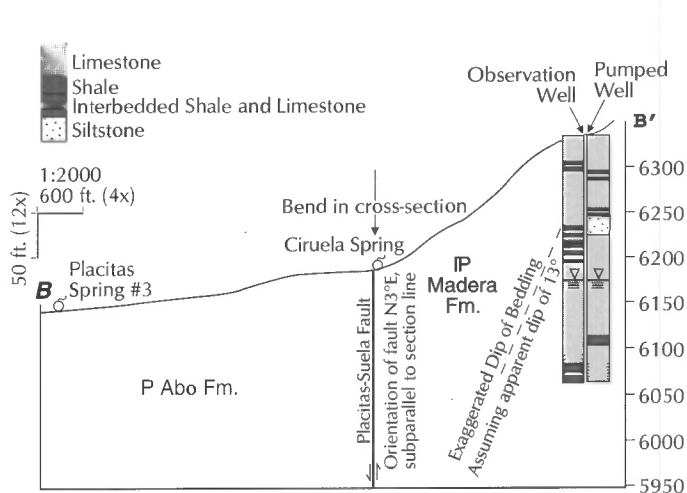 Limestone
Shale
Interbedded Shale and Limestone
Siltstone
Observation Well
Pumped Well
B'
1:2000
600 ft. (4x)
50 ft. (12x)
Bend in cross-section
Ciruela Spring
B
Placitas
Spring #3
P Abo Fm.
Placitas-Suela Fault
Orientation of fault N3°E,
subparallel to section line
ℙ
Madera
Fm.
Exaggerated Dip of Bedding
Assuming apparent dip of 13°
6300
6250
6200
6150
6100
6050
6000
5950